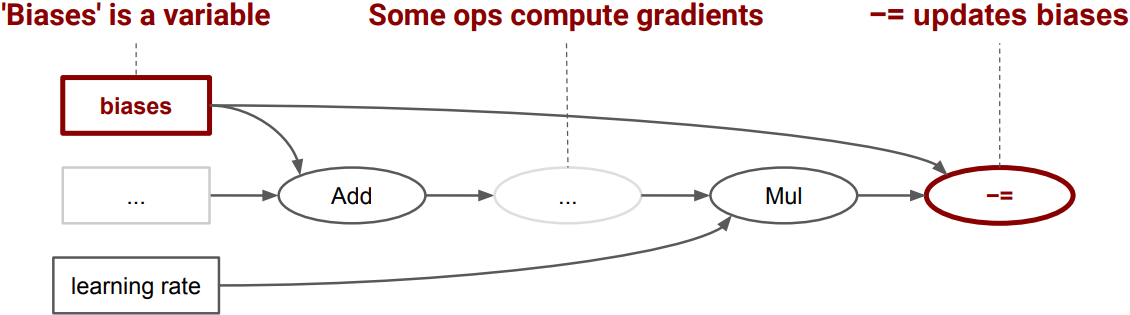 'Biases' is a variable
Some ops compute gradients
−= updates biases
biases
...
Add
...
Mul
−=
learning rate